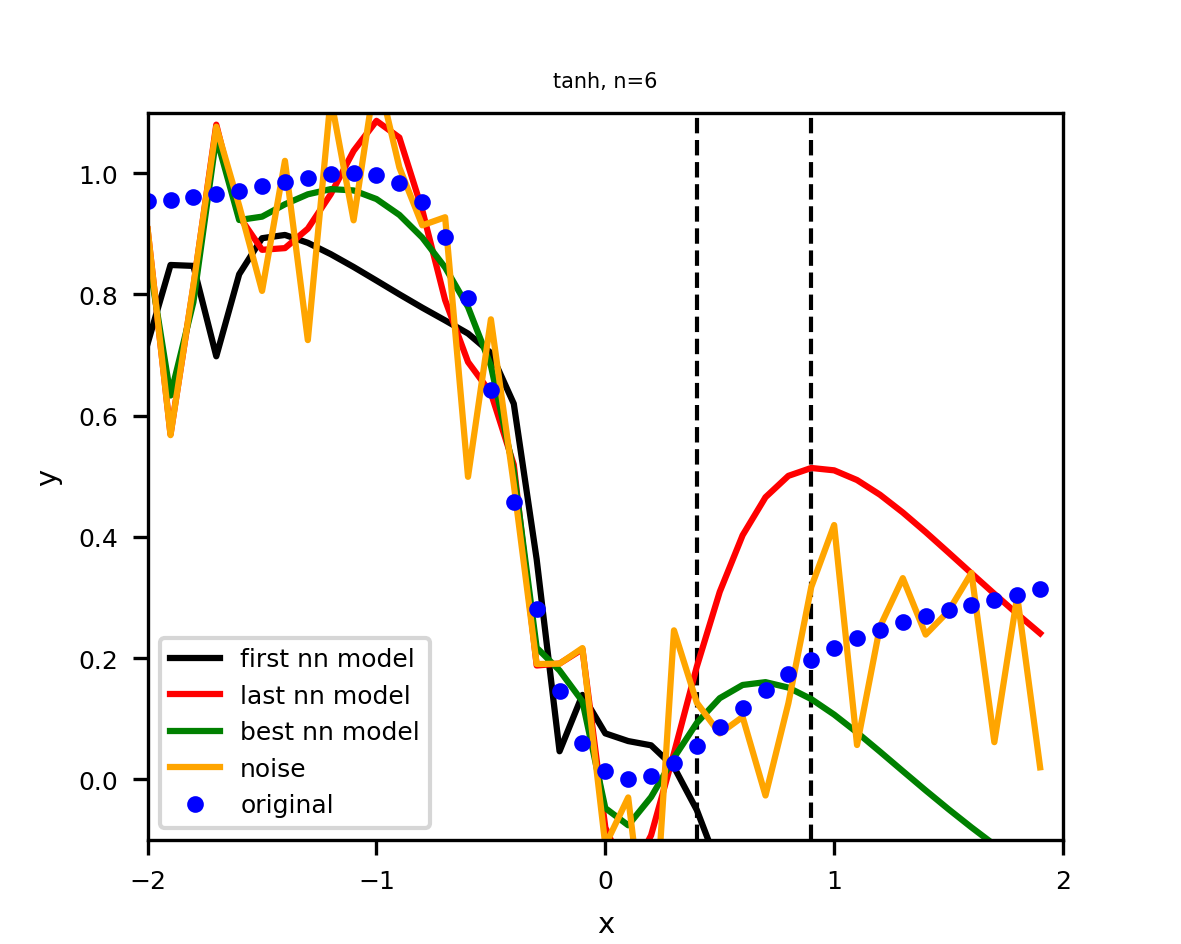 tanh, n=6
y
1.0
0.8
0.6
0.4
0.2
0.0
first nn model
last nn model
best nn model
noise
original
−2
−1
0
1
2
x